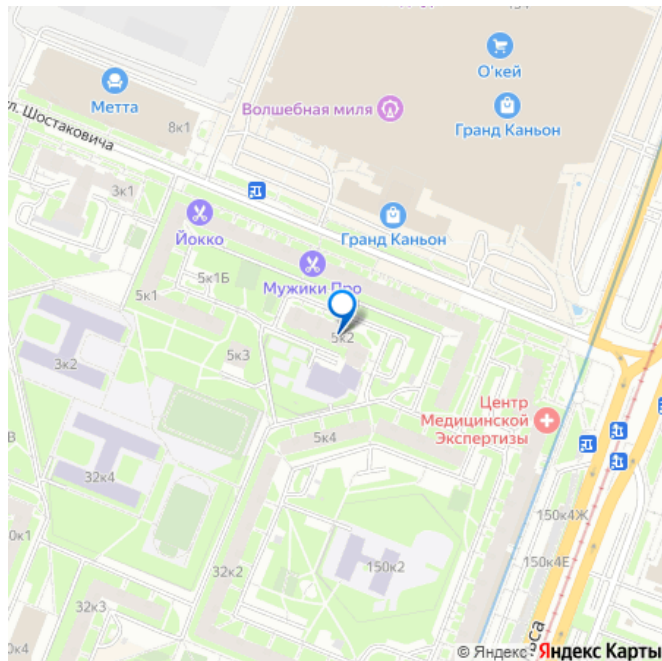 О'кей
Метта
Волшебная миля
Гранд Каньон
ул. Шостаковича
8к1
3к1
Йокко
Гранд Каньон
5к1Б
Мужики Про
5к1
5к2
3к2
5к3
Центр
Медицинской
Экспертизы
5к4
32к4
150к4Ж
150к2
150к4Е
32к2
32к3
© Яндекс Яндекс Карты